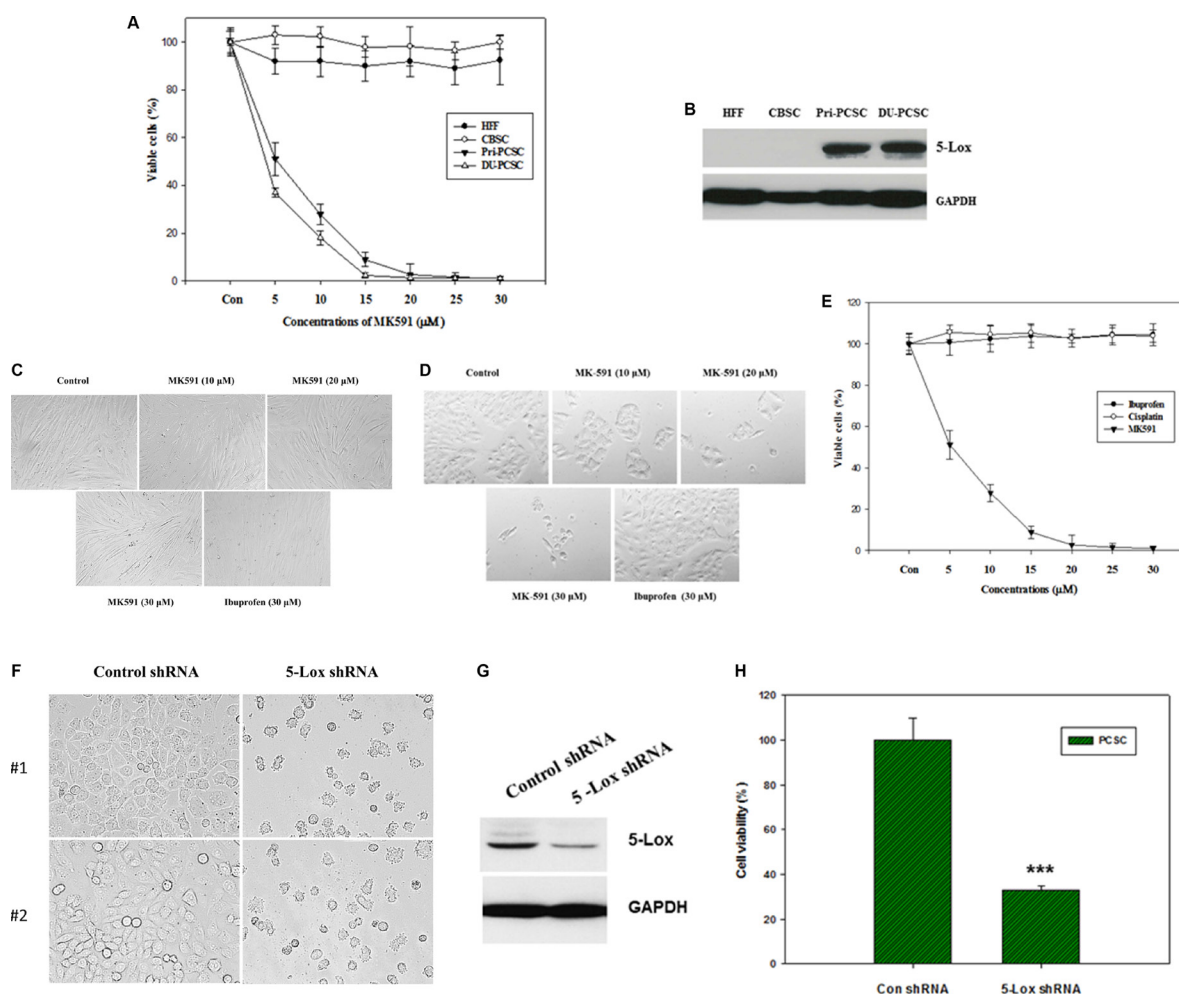 A
100
80
60
40
20
0
Viable cells (%)
HFF
CBSC
Pri-PCSC
DU-PCSC
Con 5 10 15 20 25 30
Concentrations of MK591 (µM)
B
HFF CBSC Pri-PCSC DU-PCSC
5-Lox
GAPDH
C
Control MK591 (10 µM) MK591 (20 µM)
MK591 (30 µM) Ibuprofen (30 µM)
D
Control MK-591 (10 µM) MK-591 (20 µM)
MK-591 (30 µM) Ibuprofen (30 µM)
E
120
100
80
60
40
20
0
Viable cells (%)
Ibuprofen
Cisplatin
MK591
Con 5 10 15 20 25 30
Concentrations (µM)
F
Control shRNA 5-Lox shRNA
#1
#2
G
Control shRNA
5 -Lox shRNA
5-Lox
GAPDH
H
120
100
80
60
40
20
0
Cell viability (%)
PCSC
***
Con shRNA 5-Lox shRNA